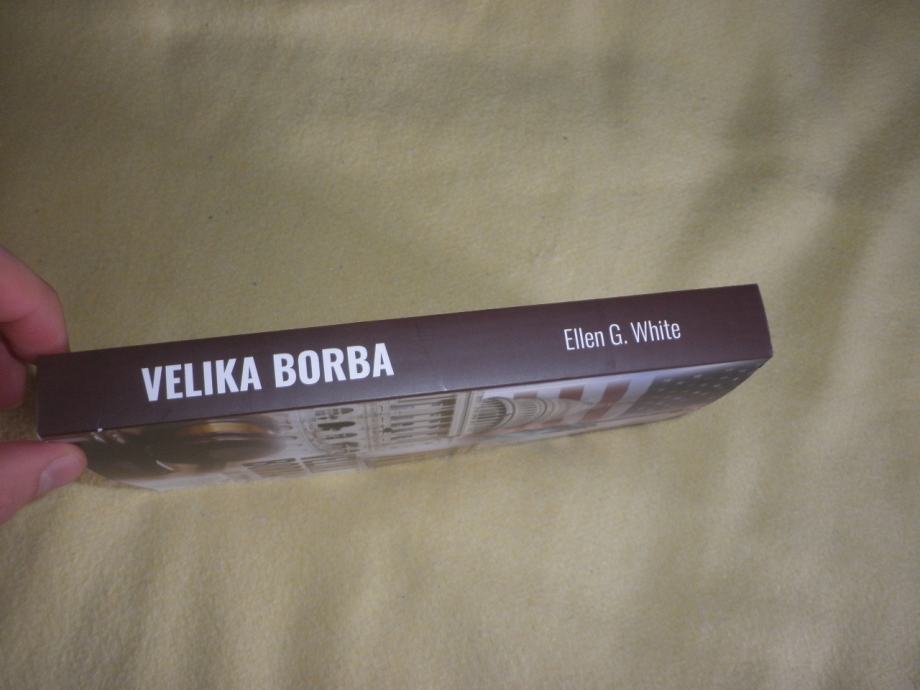 VELIKA BORBA
Ellen G. White